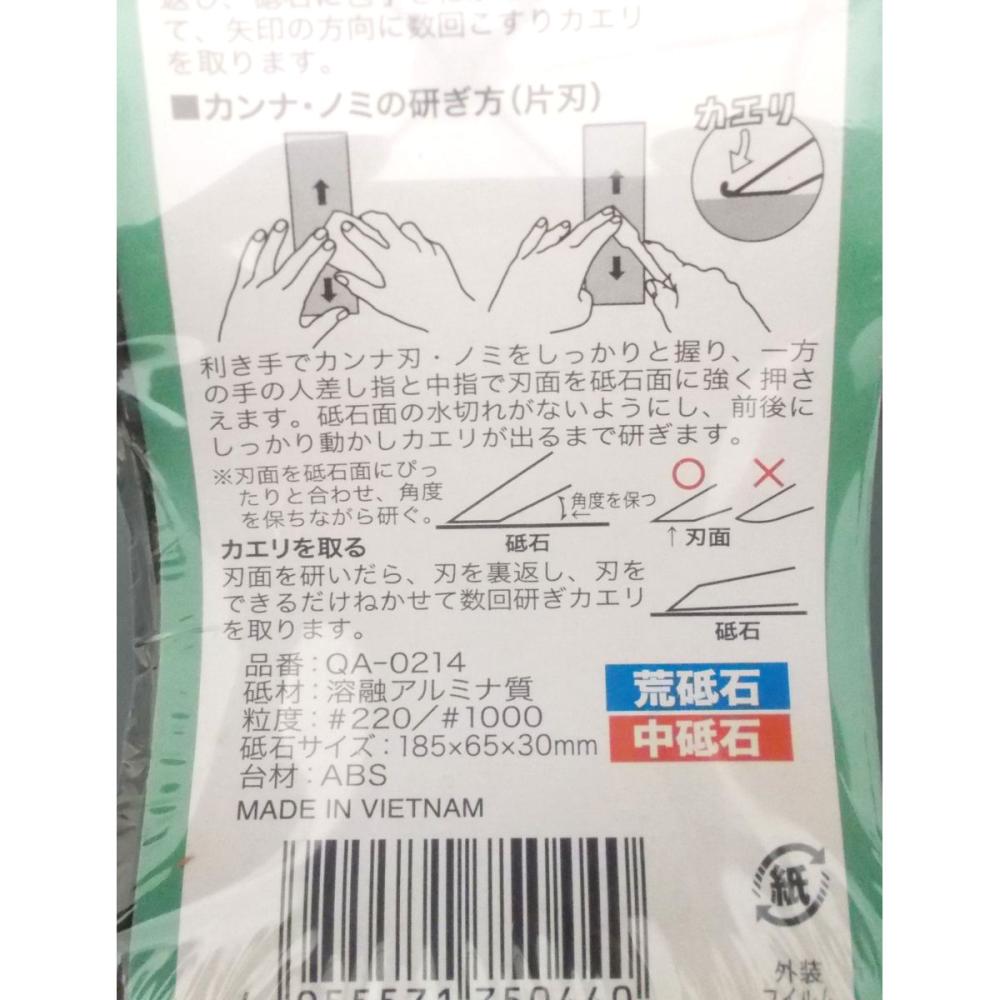 て、矢印の方向に数回こすりカエリ
を取ります。
■カンナ・ノミの研ぎ方（片刃）
カエリ
利き手でカンナ刃・ノミをしっかりと握り、一方
の手の人差し指と中指で刃面を砥石面に強く押さ
えます。砥石面の水切れがないようにし、前後に
しっかり動かしカエリが出るまで研ぎます。
※刃面を砥石面にぴっ
たりと合わせ、角度
を保ちながら研ぐ。
角度を保つ
砥石
○ ×
↑刃面
カエリを取る
刃面を研いだら、刃を裏返し、刃を
できるだけねかせて数回研ぎカエリ
を取ります。
砥石
品番：QA-0214
砥材：溶融アルミナ質
粒度：#220／#1000
砥石サイズ：185×65×30mm
台材：ABS
MADE IN VIETNAM
荒砥石
中砥石
紙
外装